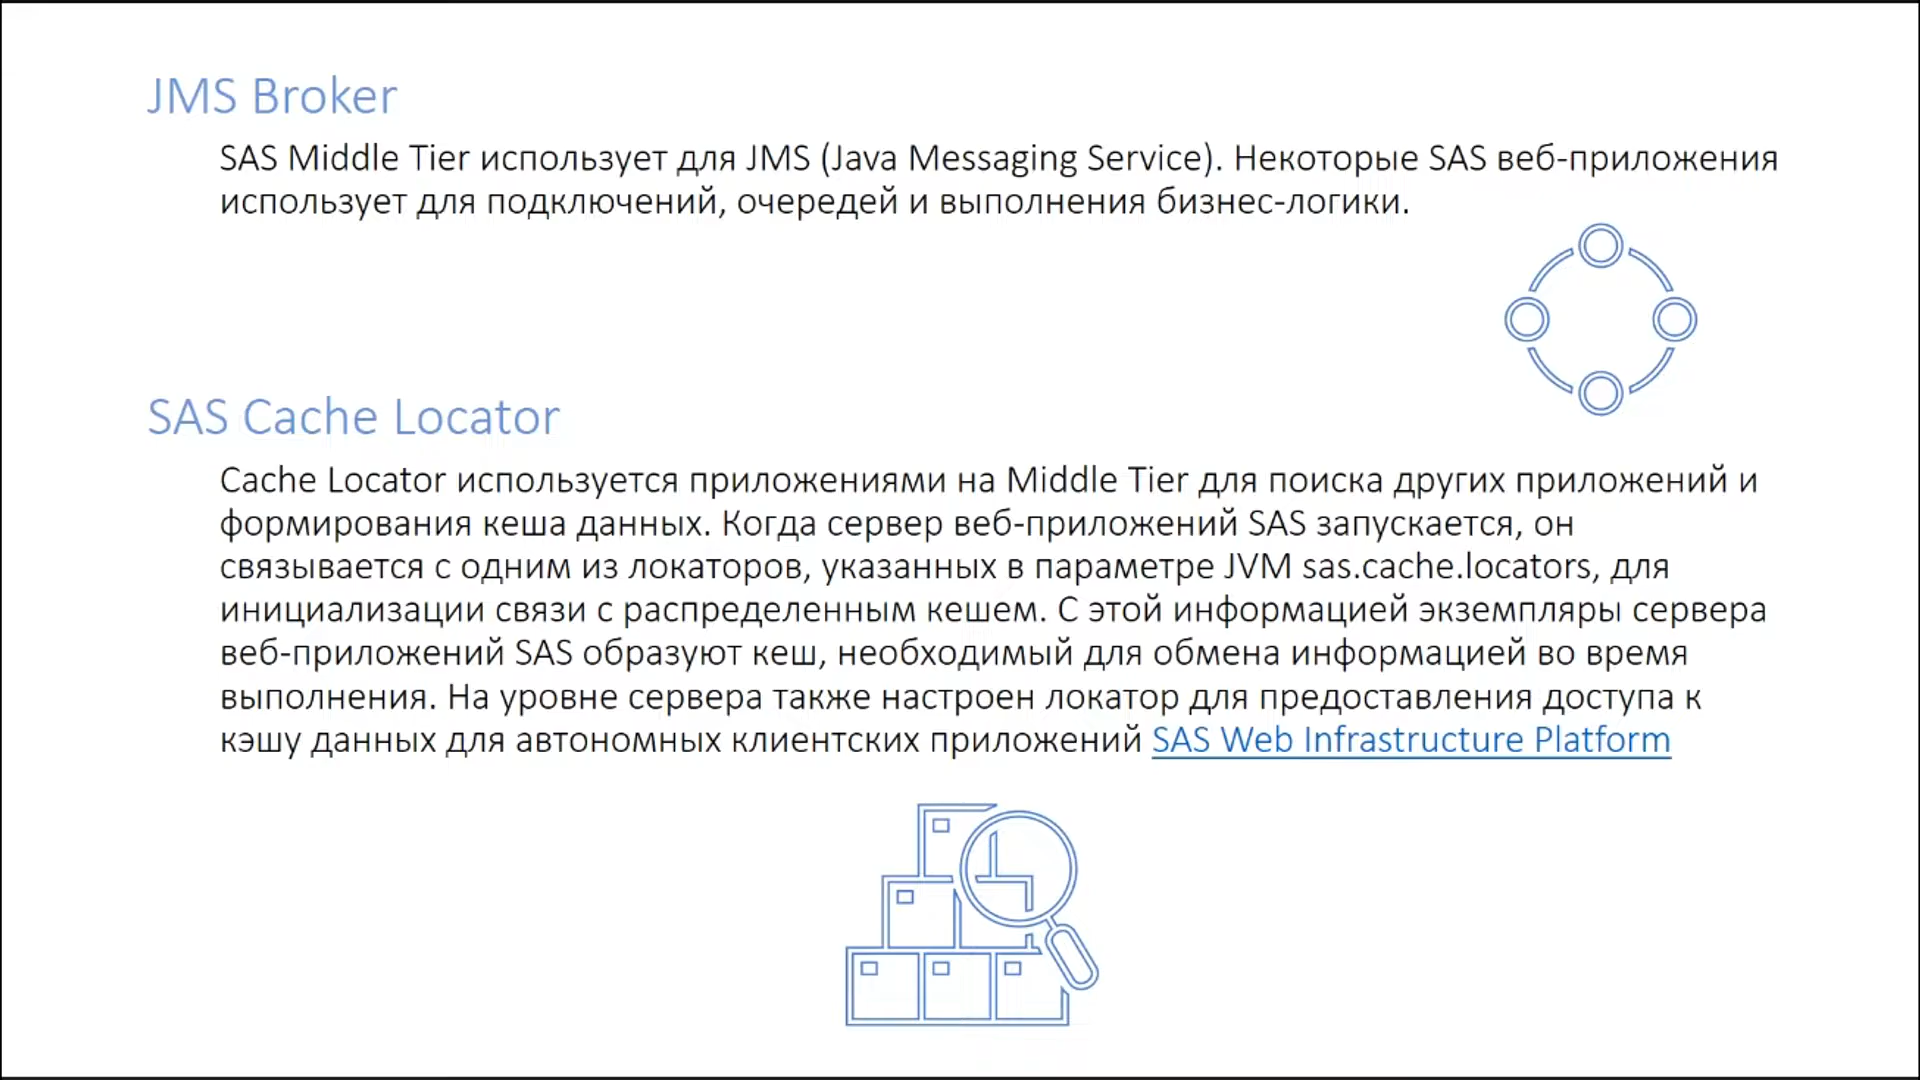 JMS Broker
SAS Middle Tier использует для JMS (Java Messaging Service). Некоторые SAS веб-приложения
использует для подключений, очередей и выполнения бизнес-логики.
SAS Cache Locator
Cache Locator используется приложениями на Middle Tier для поиска других приложений и
формирования кеша данных. Когда сервер веб-приложений SAS запускается, он
связывается с одним из локаторов, указанных в параметре JVM sas.cache.locators, для
инициализации связи с распределенным кешем. С этой информацией экземпляры сервера
веб-приложений SAS образуют кеш, необходимый для обмена информацией во время
выполнения. На уровне сервера также настроен локатор для предоставления доступа к
кэшу данных для автономных клиентских приложений SAS Web Infrastructure Platform